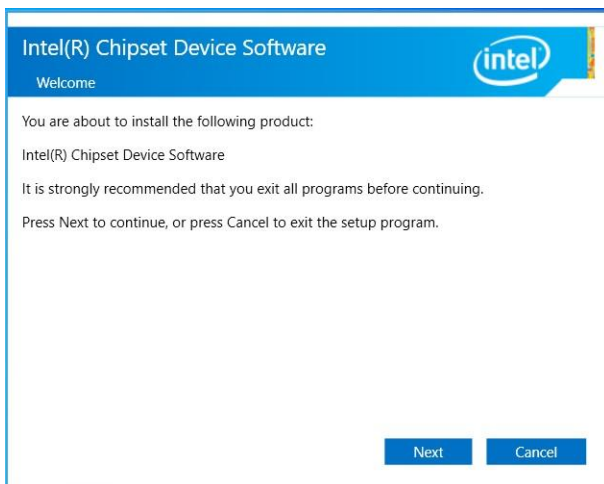 Intel(R) Chipset Device Software
intel
Welcome
You are about to install the following product:
Intel(R) Chipset Device Software
It is strongly recommended that you exit all programs before continuing.
Press Next to continue, or press Cancel to exit the setup program.
Next
Cancel